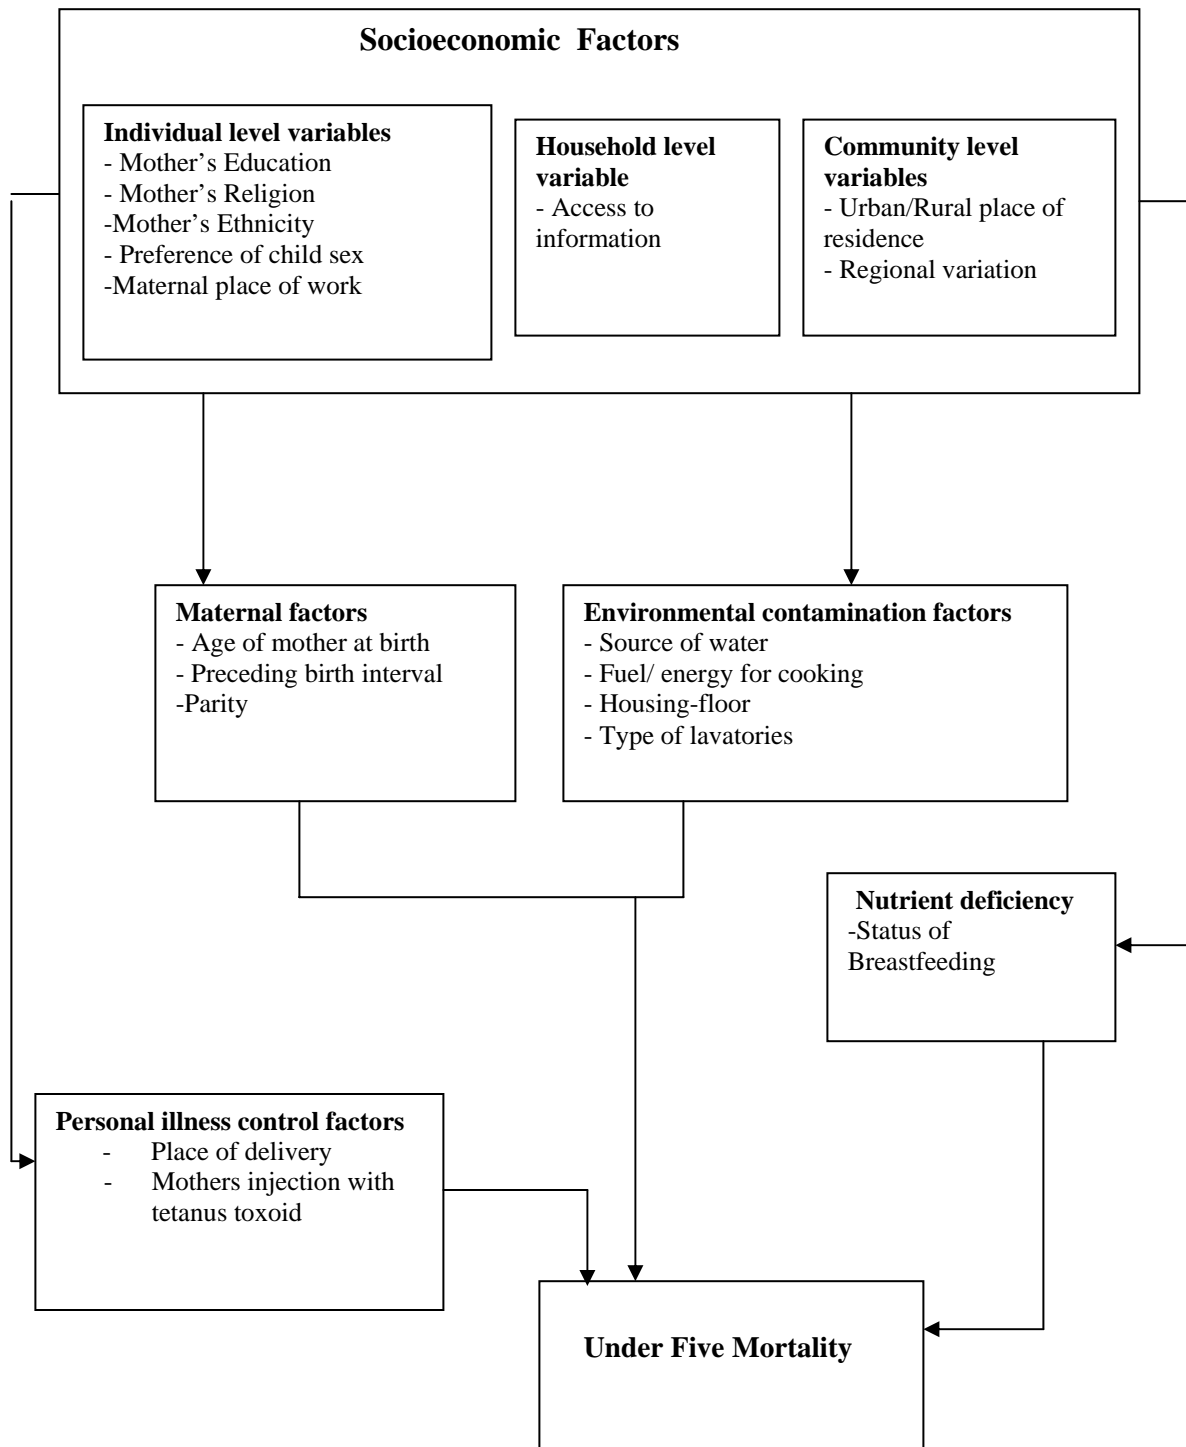 Socioeconomic Factors
Individual level variables
- Mother’s Education
- Mother’s Religion
-Mother’s Ethnicity
- Preference of child sex
-Maternal place of work
Household level
variable
- Access to
information
Community level
variables
- Urban/Rural place of
residence
- Regional variation
Maternal factors
- Age of mother at birth
- Preceding birth interval
-Parity
Environmental contamination factors
- Source of water
- Fuel/ energy for cooking
- Housing-floor
- Type of lavatories
Nutrient deficiency
-Status of
Breastfeeding
Personal illness control factors
- Place of delivery
- Mothers injection with
tetanus toxoid
Under Five Mortality